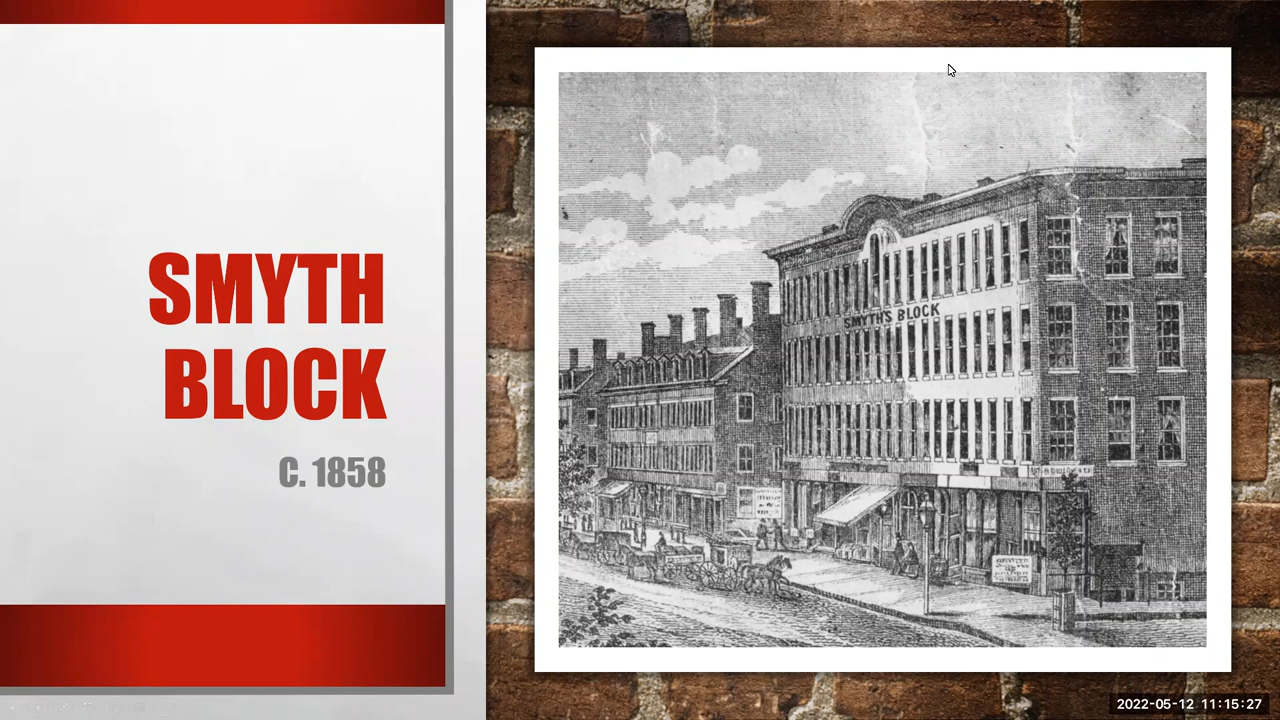 SMYTH
BLOCK
C. 1858
SMYTH'S BLOCK
2022-05-12 11:15:27